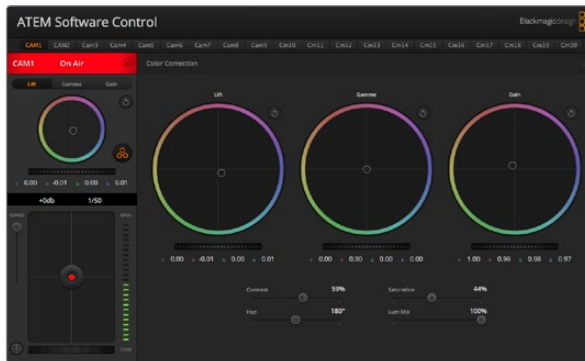 ATEM Software Control
Blackmagicdesign
CAM1 CAM2 Cam3 Cam4 Cam5 Cam6 Cam7 Cam8 Cam9 Cm10 Cm11 Cm12 Cm13 Cm14 Cm15 Cm16 Cm17 Cm18 Cm19 Cm20
CAM1 On Air
Color Correction
Lift Gamma Gain
Lift Gamma Gain
0.00 -0.01 0.00 0.01
0.00 -0.01 0.00 0.01
0.00 0.00 0.00 0.00
1.00 0.98 0.98 0.97
+0db 1/50
Contrast 59%
Saturation 44%
Hue 180°
Lum Mix 100%